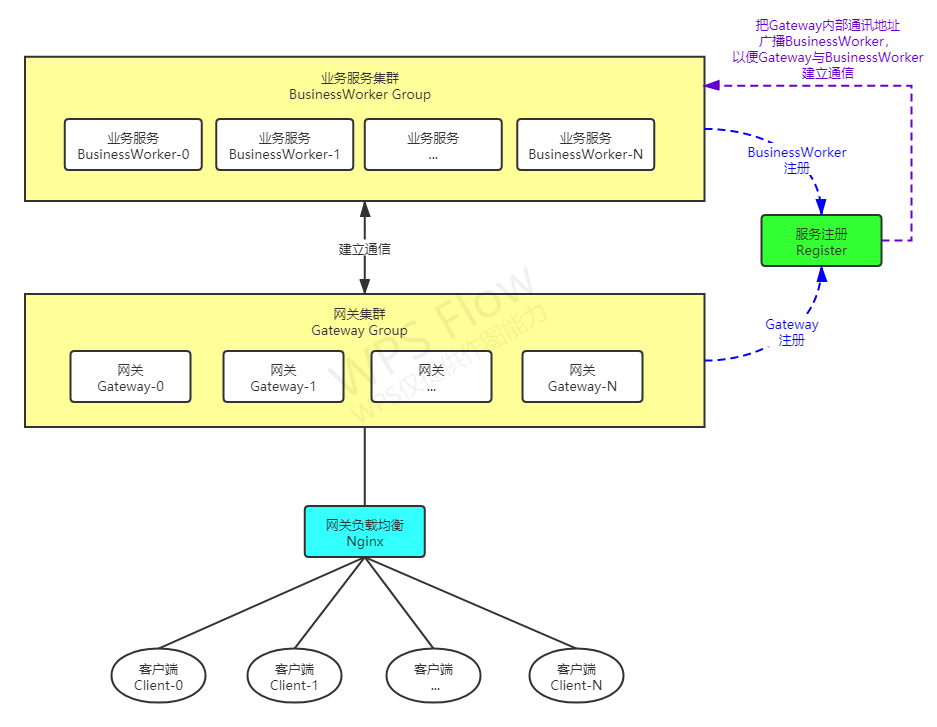 把Gateway内部通讯地址
广播BusinessWorker，
以便Gateway与BusinessWorker
建立通信
业务服务集群
BusinessWorker Group
业务服务
BusinessWorker-0
业务服务
BusinessWorker-1
业务服务
...
业务服务
BusinessWorker-N
BusinessWorker
注册
服务注册
Register
建立通信
网关集群
Gateway Group
Gateway
注册
网关
Gateway-0
网关
Gateway-1
网关
...
网关
Gateway-N
WPS Flow
WPS仅提供作图能力
网关负载均衡
Nginx
客户端
Client-0
客户端
Client-1
客户端
...
客户端
Client-N